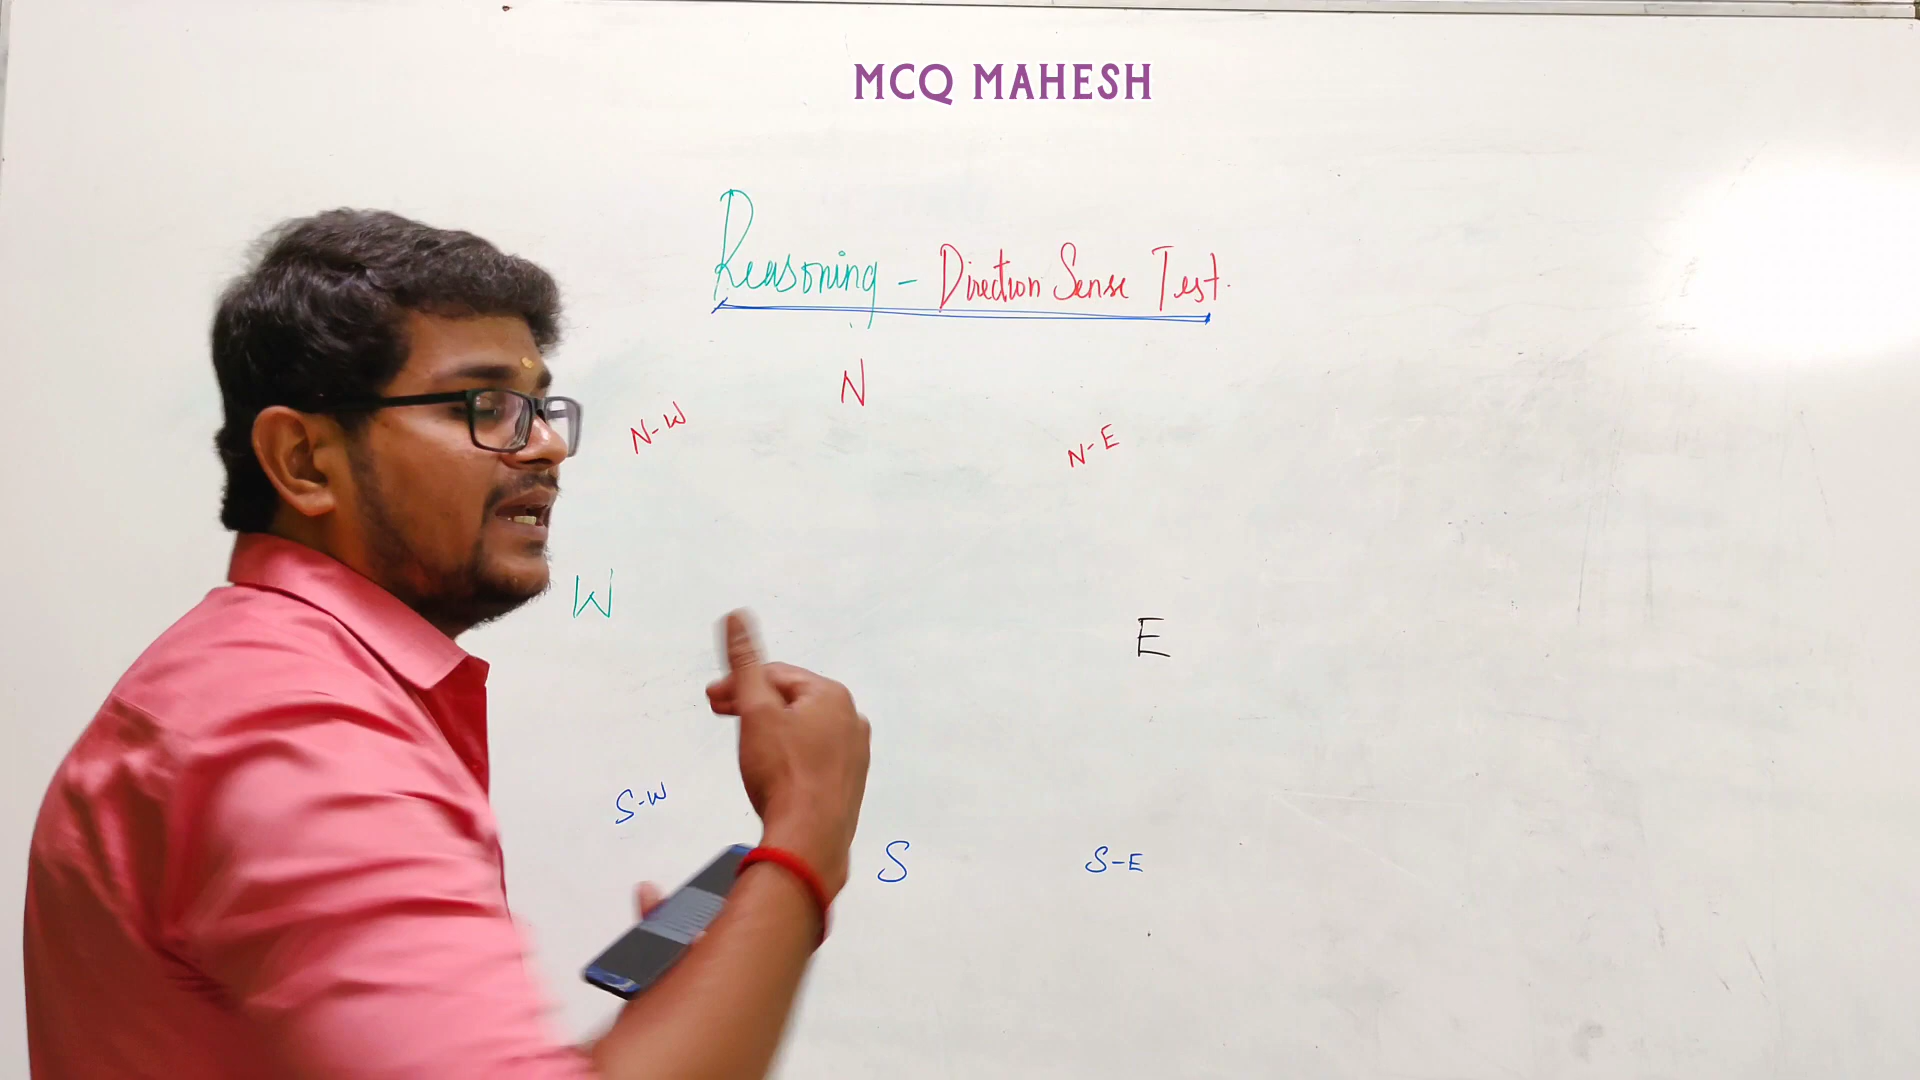 MCQ MAHESH
Reasoning - Direction Sense Test.
N
N-W
N-E
W
E
S-W
S
S-E